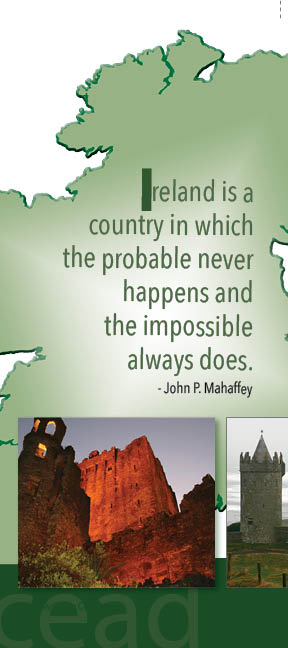 Ireland is a
country in which
the probable never
happens and
the impossible
always does.
- John P. Mahaffey
cead